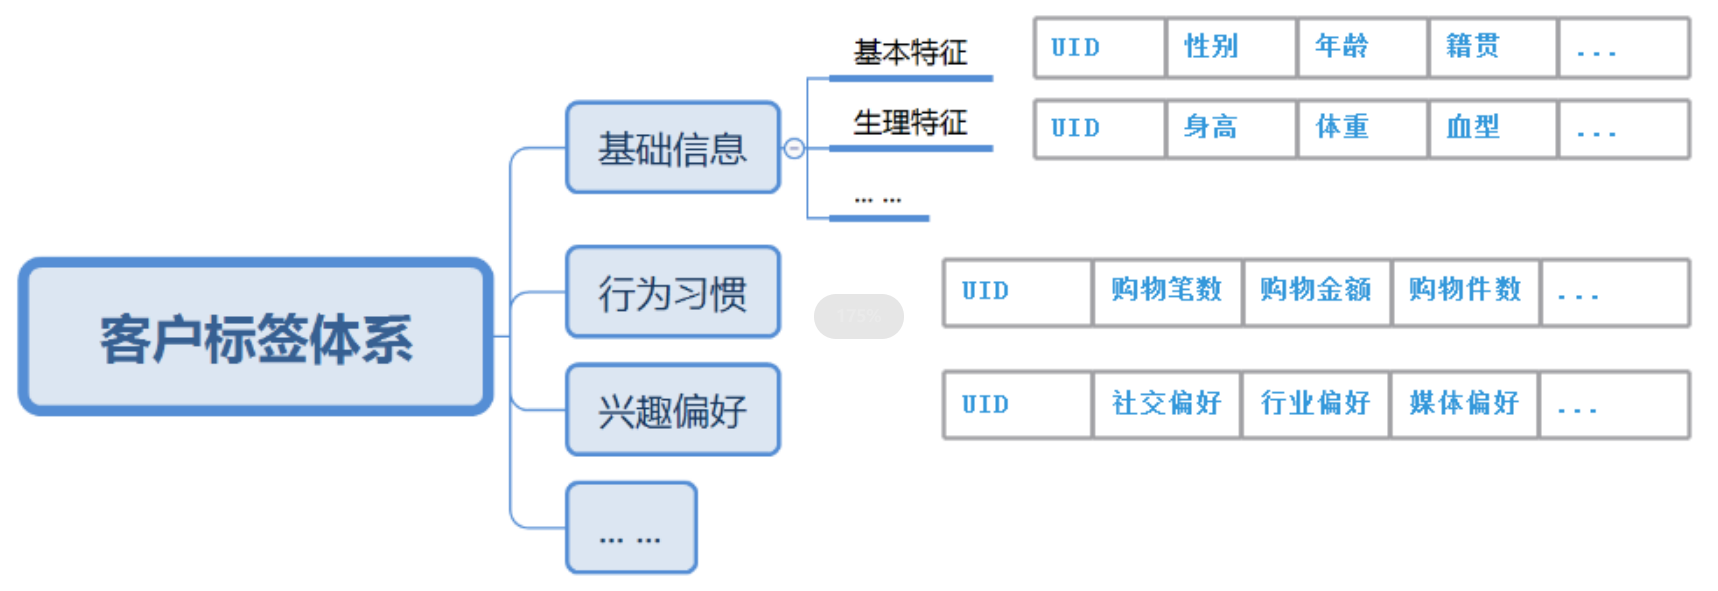 基本特征
UID 性别 年龄 籍贯 ...
生理特征
UID 身高 体重 血型 ...
... ...
基础信息
行为习惯
UID 购物笔数 购物金额 购物件数 ...
175%
客户标签体系
兴趣偏好
UID 社交偏好 行业偏好 媒体偏好 ...
... ...